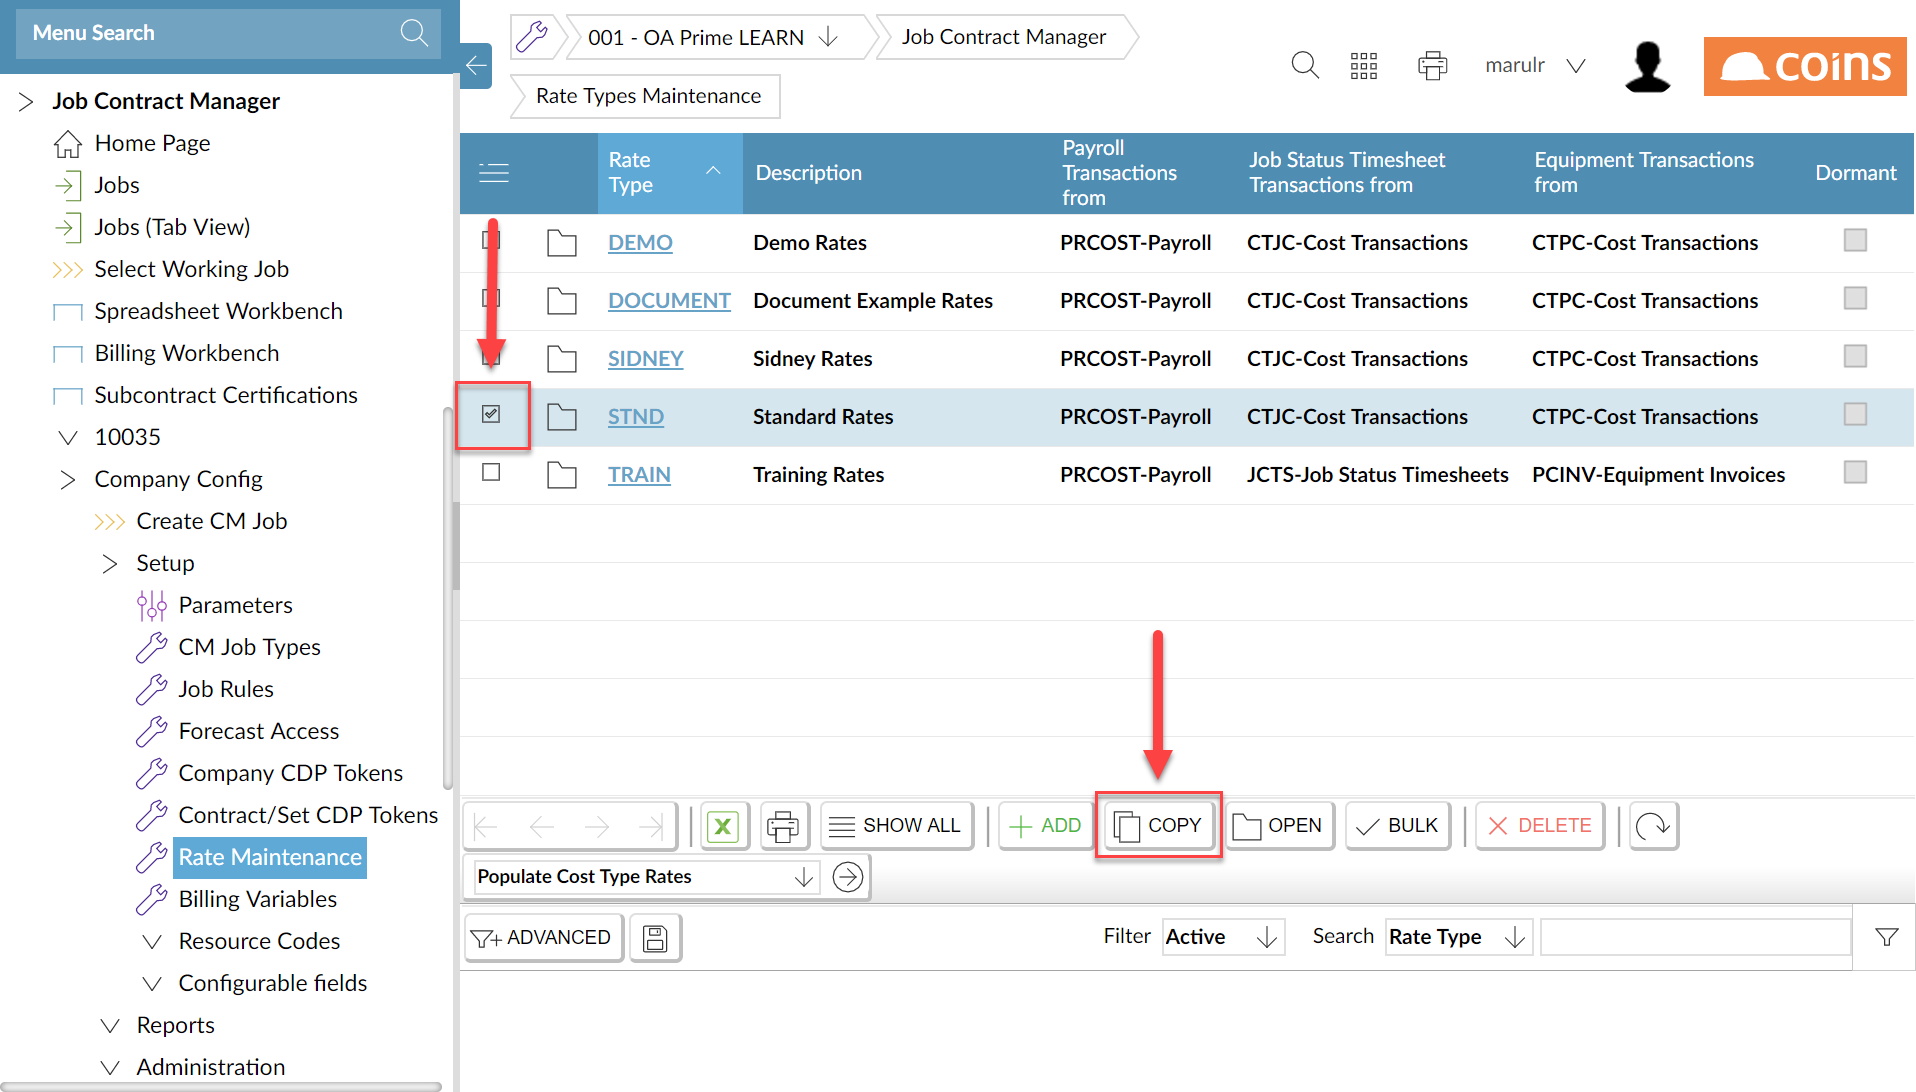 Menu Search
Job Contract Manager
Home Page
Jobs
Jobs (Tab View)
Select Working Job
Spreadsheet Workbench
Billing Workbench
Subcontract Certifications
10035
Company Config
Create CM Job
Setup
Parameters
CM Job Types
Job Rules
Forecast Access
Company CDP Tokens
Contract/Set CDP Tokens
Rate Maintenance
Billing Variables
Resource Codes
Configurable fields
Reports
Administration
001 - OA Prime LEARN
Job Contract Manager
Rate Types Maintenance
marulr
coins
Rate Type
Description
Payroll Transactions from
Job Status Timesheet Transactions from
Equipment Transactions from
Dormant
DEMO Demo Rates PRCOST-Payroll CTJC-Cost Transactions CTPC-Cost Transactions
DOCUMENT Document Example Rates PRCOST-Payroll CTJC-Cost Transactions CTPC-Cost Transactions
SIDNEY Sidney Rates PRCOST-Payroll CTJC-Cost Transactions CTPC-Cost Transactions
STND Standard Rates PRCOST-Payroll CTJC-Cost Transactions CTPC-Cost Transactions
TRAIN Training Rates PRCOST-Payroll JCTS-Job Status Timesheets PCINV-Equipment Invoices
X SHOW ALL ADD COPY OPEN BULK DELETE
Populate Cost Type Rates
ADVANCED Filter Active Search Rate Type